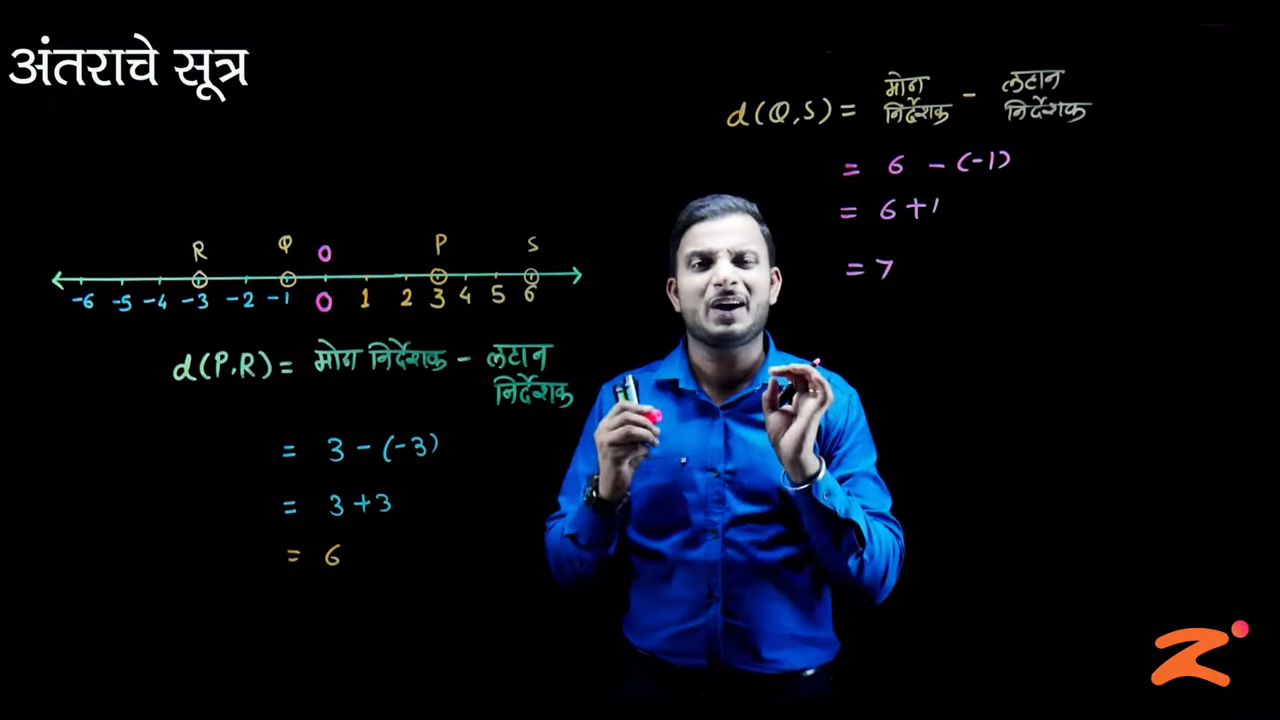 अंतराचे सूत्र
R Q O P S
-6 -5 -4 -3 -2 -1 0 1 2 3 4 5 6
d(P,R) = मोठा निर्देशक - लहान
निर्देशक
= 3 - (-3)
= 3 + 3
= 6
d(Q,S) = मोठा निर्देशक - लहान निर्देशक
= 6 - (-1)
= 6 + 1
= 7